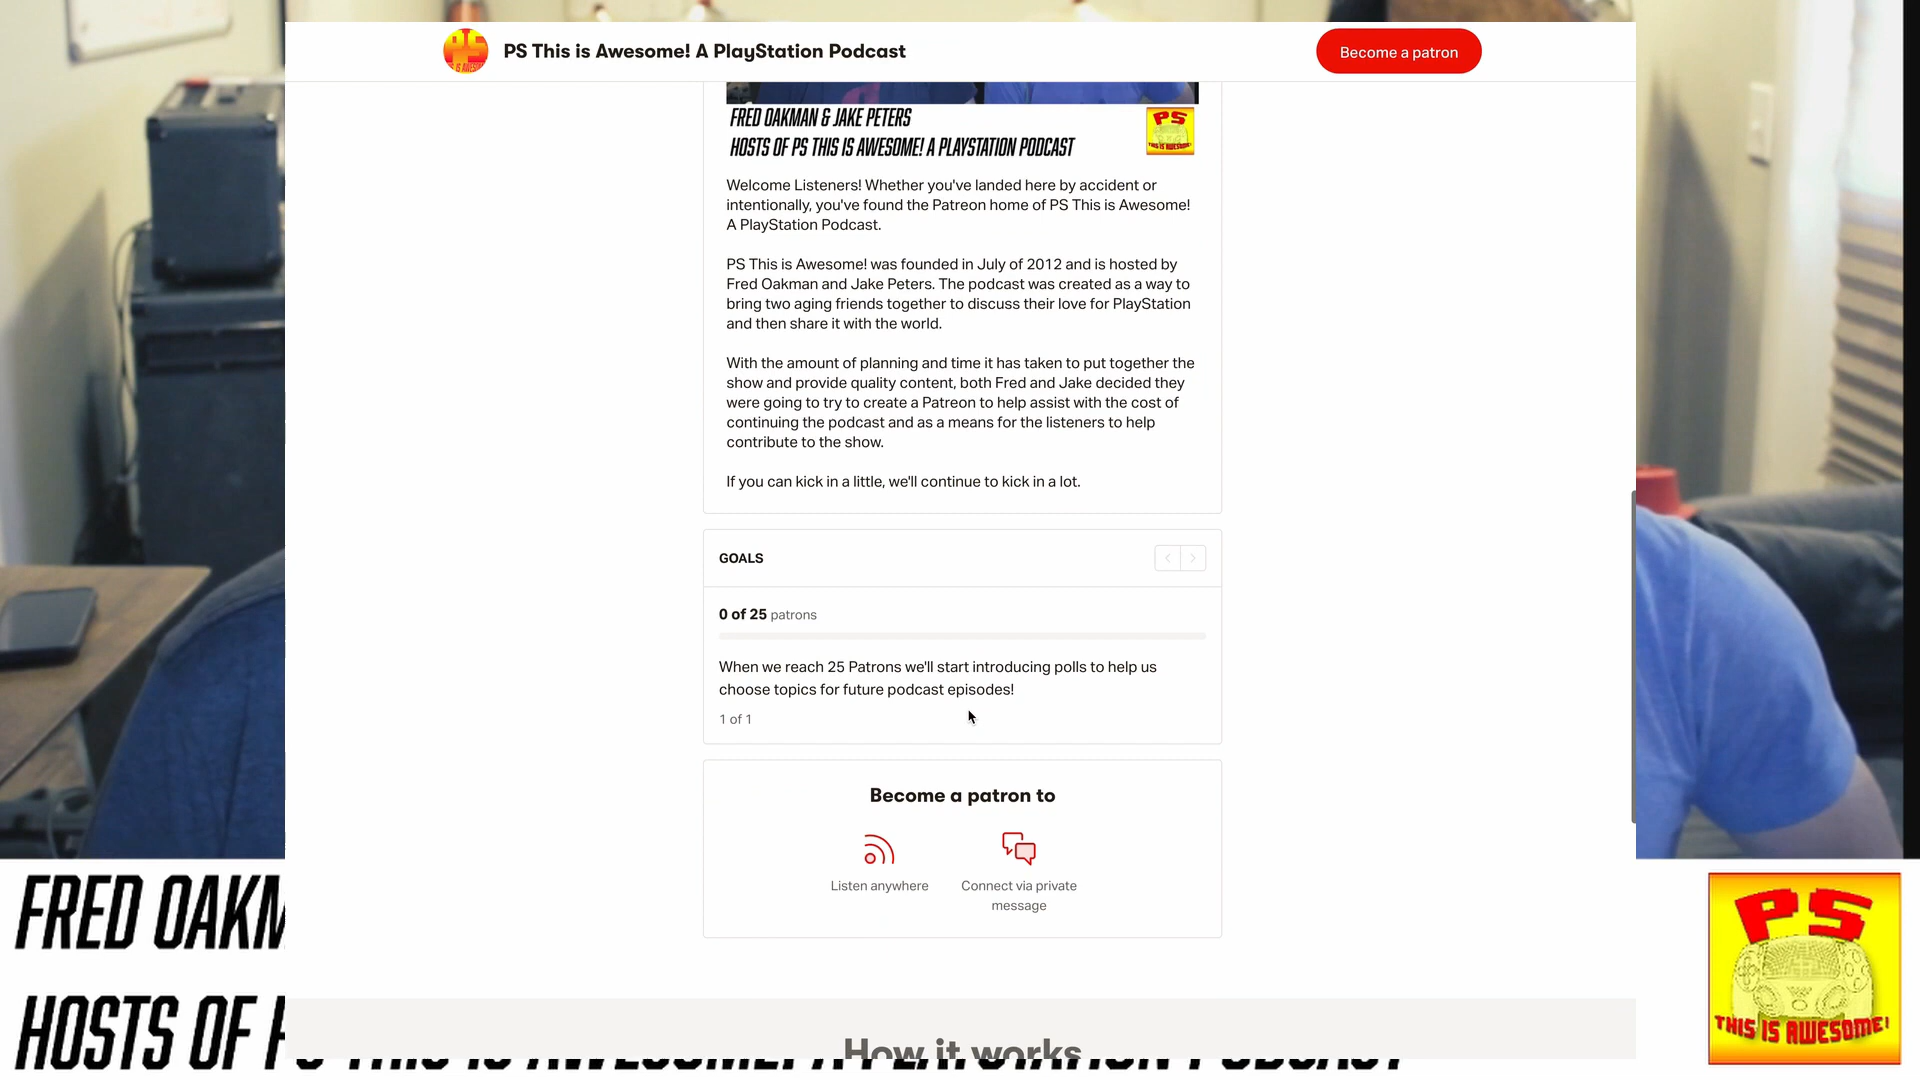 PS This is Awesome! A PlayStation Podcast
Become a patron
FRED OAKMAN & JAKE PETERS
HOSTS OF PS THIS IS AWESOME! A PLAYSTATION PODCAST
PS
THIS IS AWESOME!
Welcome Listeners! Whether you've landed here by accident or
intentionally, you've found the Patreon home of PS This is Awesome!
A PlayStation Podcast.
PS This is Awesome! was founded in July of 2012 and is hosted by
Fred Oakman and Jake Peters. The podcast was created as a way to
bring two aging friends together to discuss their love for PlayStation
and then share it with the world.
With the amount of planning and time it has taken to put together the
show and provide quality content, both Fred and Jake decided they
were going to try to create a Patreon to help assist with the cost of
continuing the podcast and as a means for the listeners to help
contribute to the show.
If you can kick in a little, we'll continue to kick in a lot.
GOALS
0 of 25 patrons
When we reach 25 Patrons we'll start introducing polls to help us
choose topics for future podcast episodes!
1 of 1
Become a patron to
Listen anywhere
Connect via private
message
How it works
FRED OAKM
HOSTS OF PS THIS IS AWESOME! A PLAYSTATION PODCAST
PS
THIS IS AWESOME!